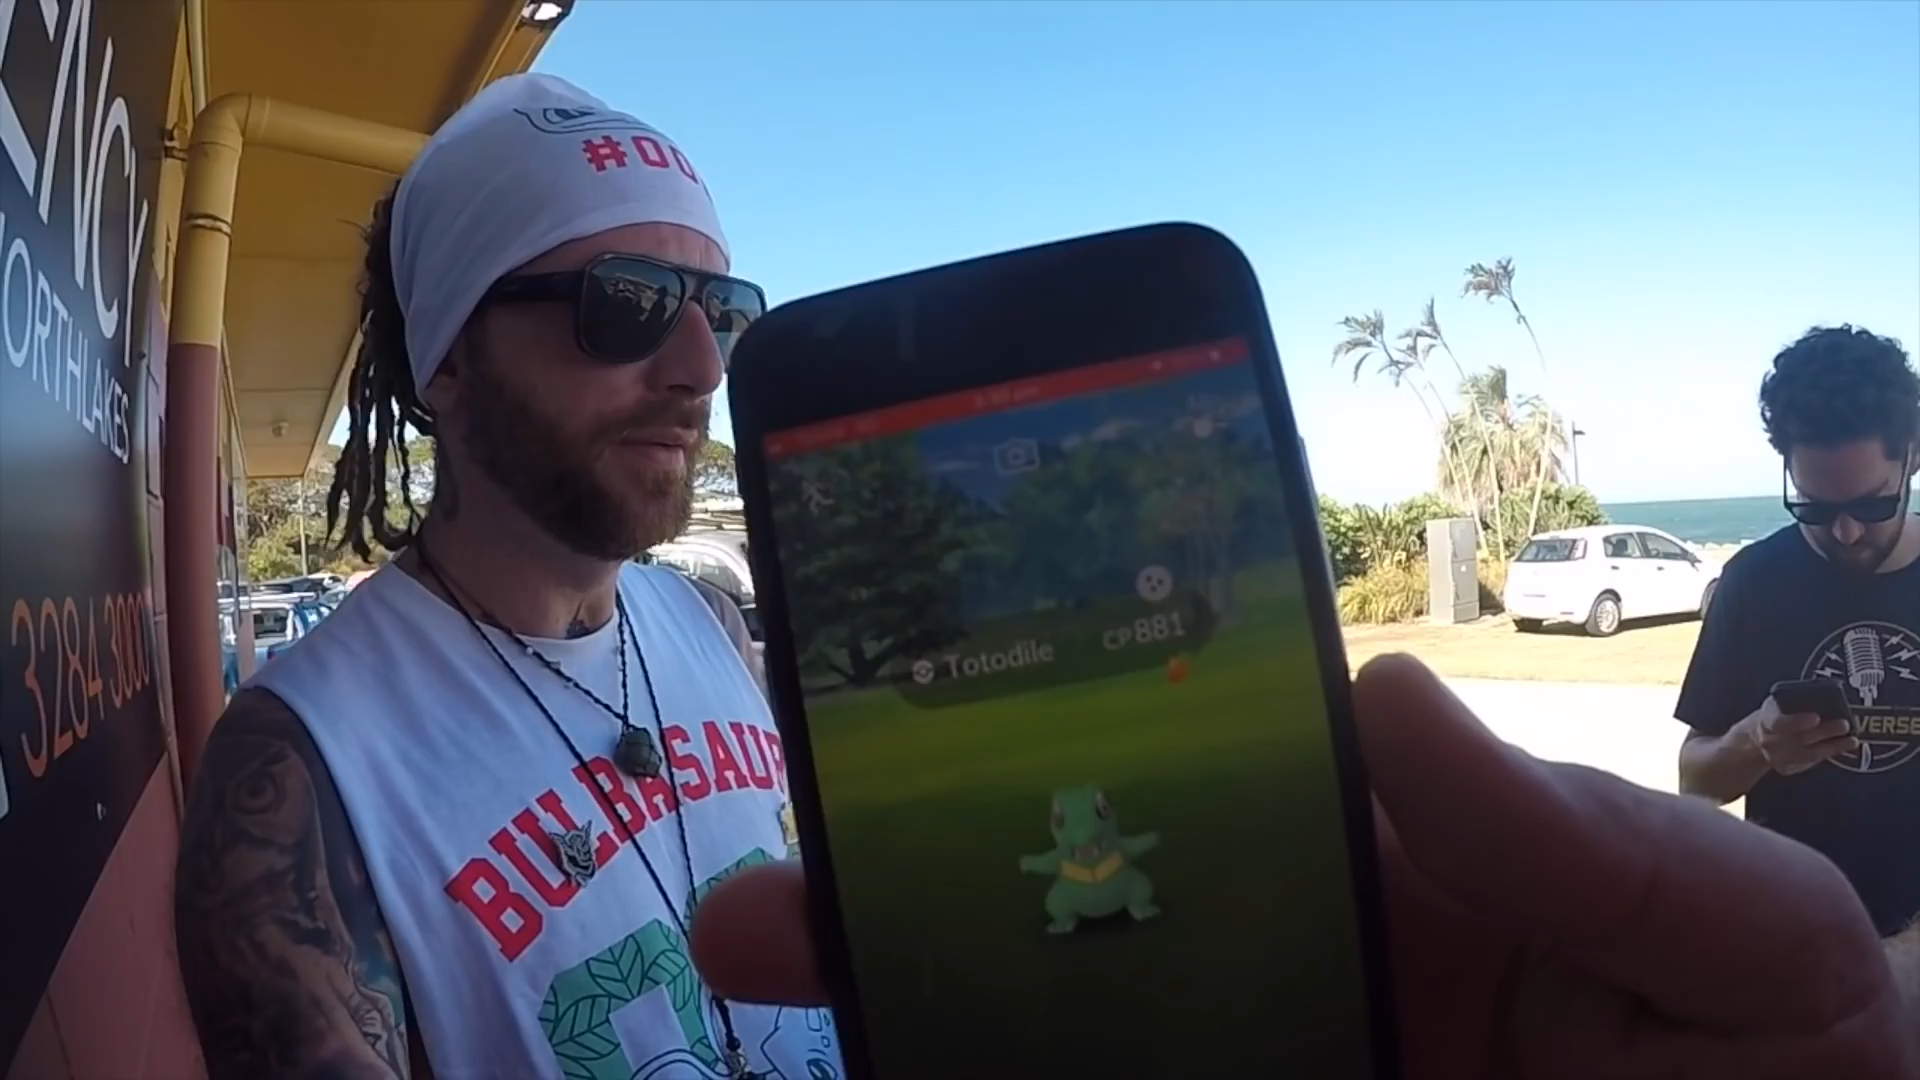 ENCY
ORTHLAKES
3284 3000
#00
BULBASAUR
Totodile
CP881
VERSE